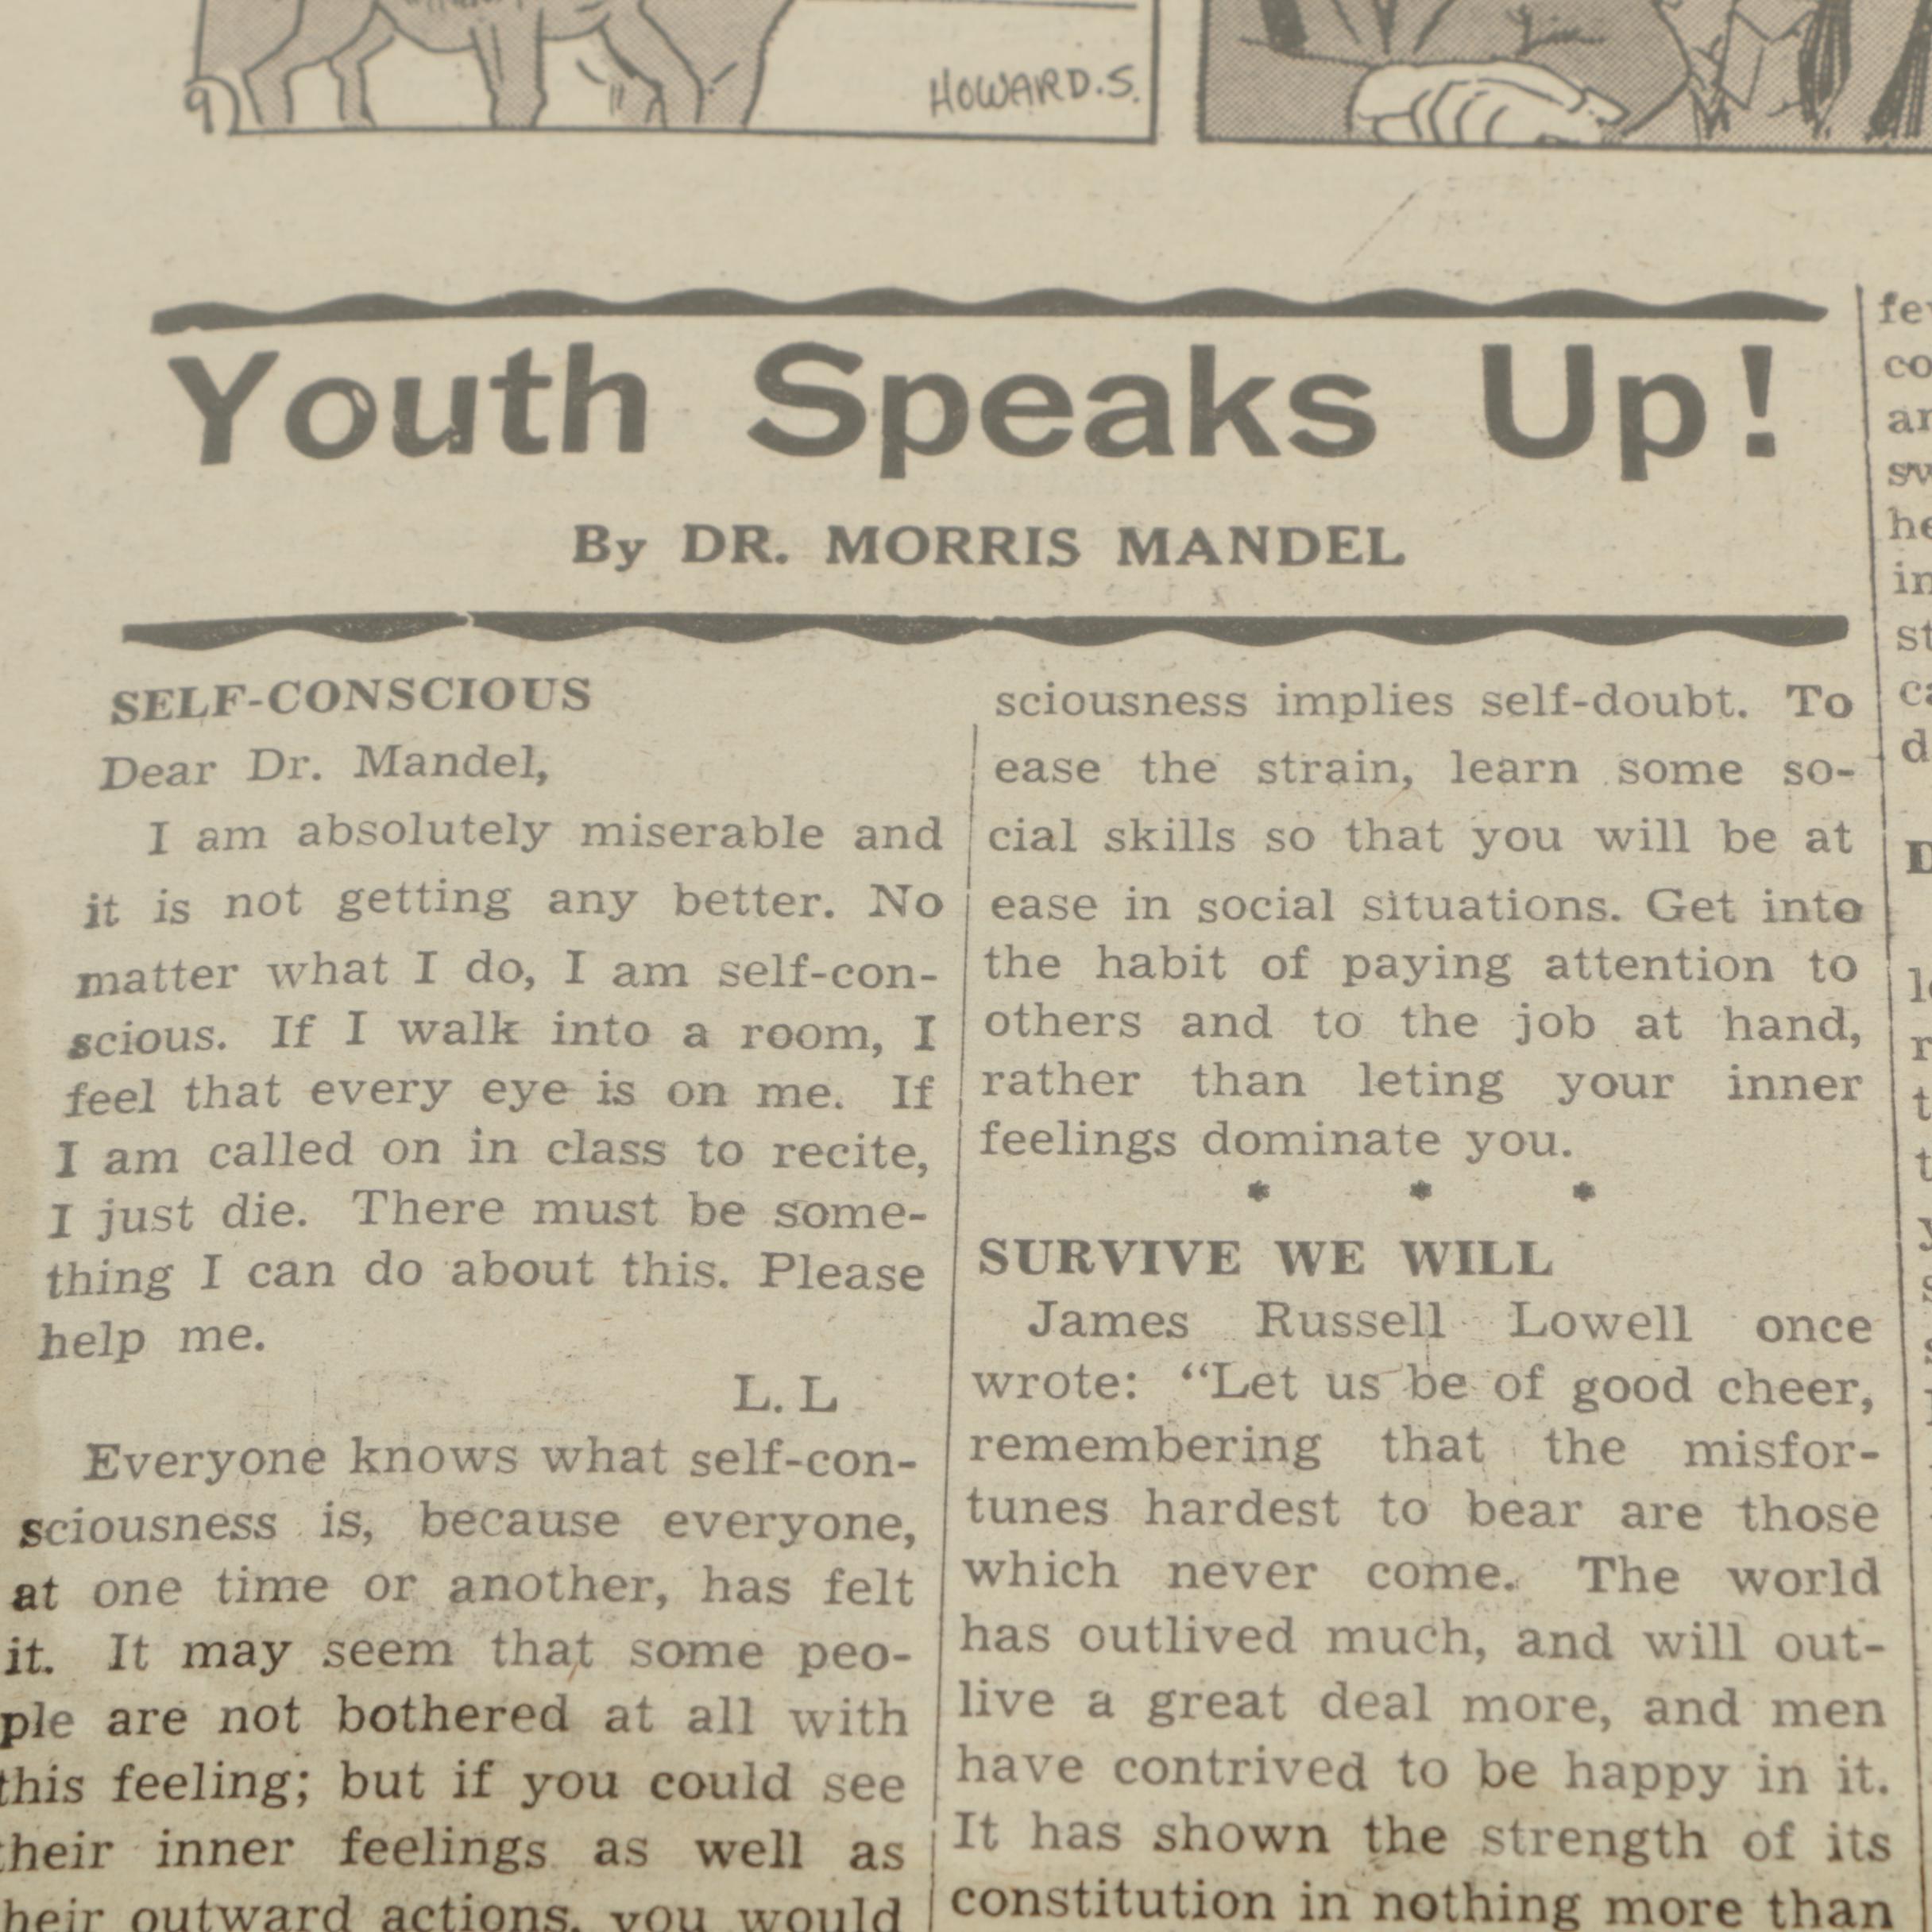 HOWARD.S.
Youth Speaks Up!
By DR. MORRIS MANDEL
SELF-CONSCIOUS
Dear Dr. Mandel,
I am absolutely miserable and
it is not getting any better. No
matter what I do, I am self-con-
scious. If I walk into a room, I
feel that every eye is on me. If
I am called on in class to recite,
I just die. There must be some-
thing I can do about this. Please
help me.
L. L
Everyone knows what self-con-
sciousness is, because everyone,
at one time or another, has felt
it. It may seem that some peo-
ple are not bothered at all with
this feeling; but if you could see
their inner feelings as well as
their outward actions, you would
sciousness implies self-doubt. To
ease the strain, learn some so-
cial skills so that you will be at
ease in social situations. Get into
the habit of paying attention to
others and to the job at hand,
rather than leting your inner
feelings dominate you.
* * *
SURVIVE WE WILL
James Russell Lowell once
wrote: "Let us be of good cheer,
remembering that the misfor-
tunes hardest to bear are those
which never come. The world
has outlived much, and will out-
live a great deal more, and men
have contrived to be happy in it.
It has shown the strength of its
constitution in nothing more than